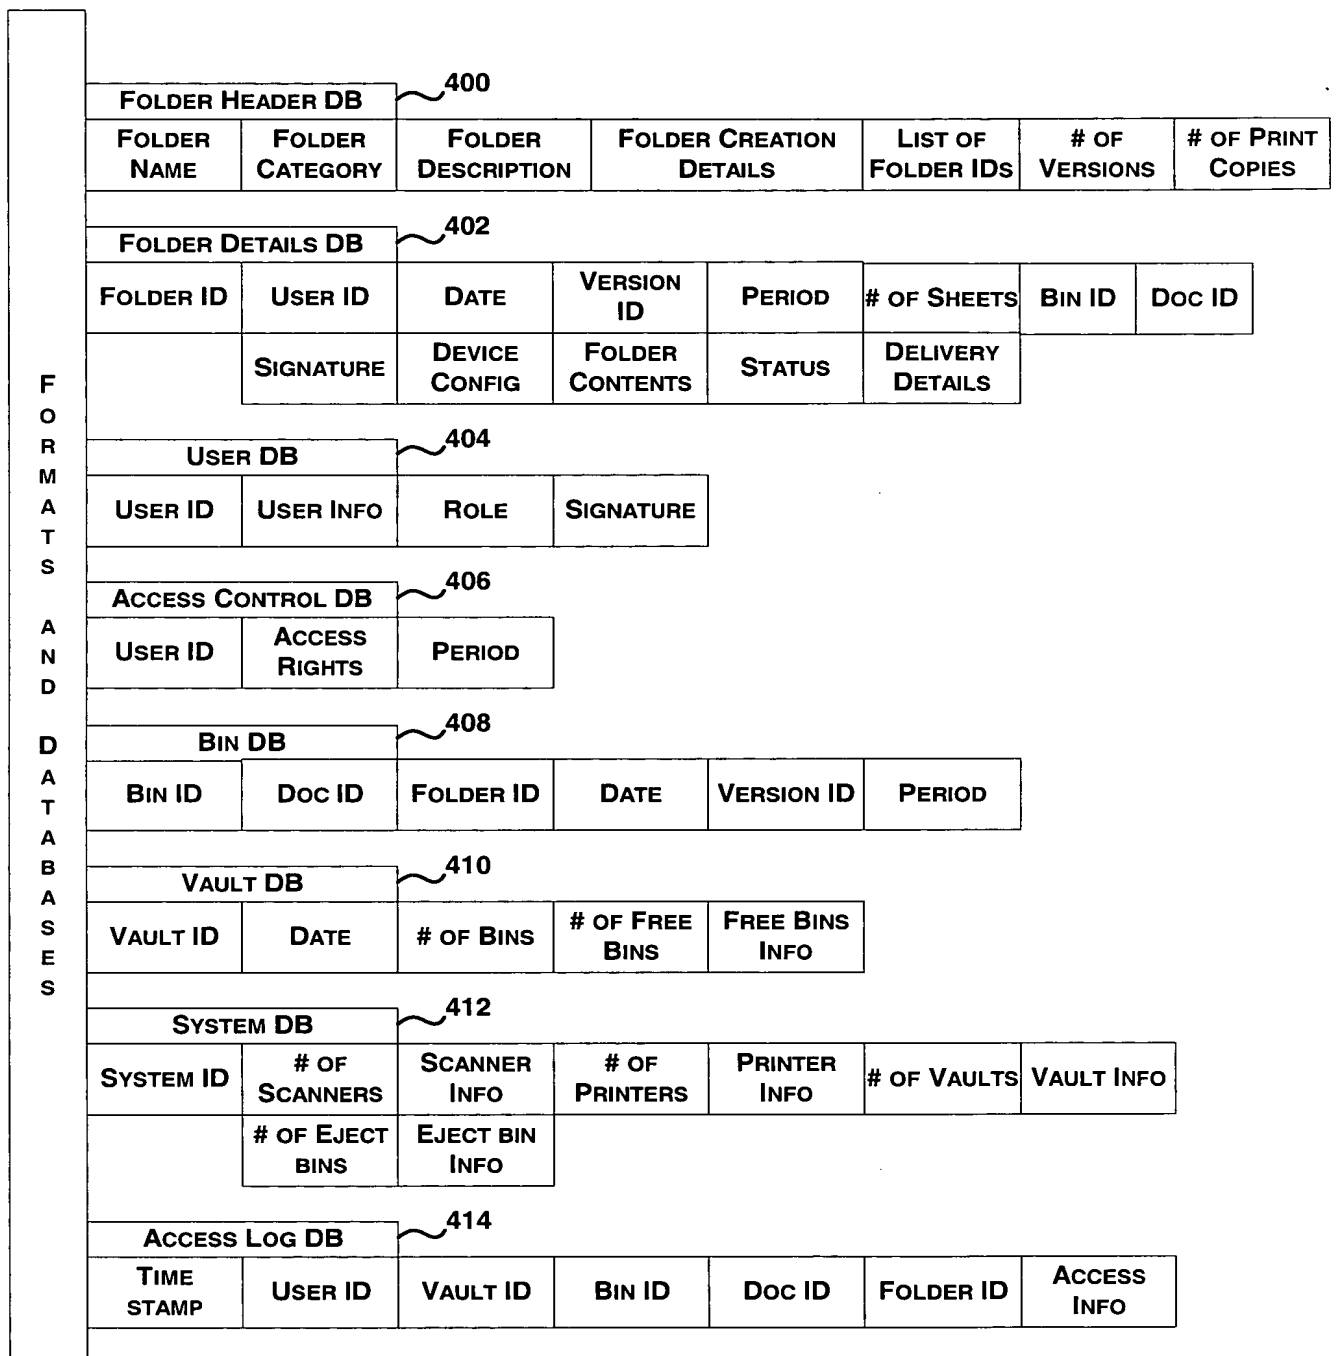 FORMATS AND DATABASES
FOLDER HEADER DB 400
FOLDER NAME
FOLDER CATEGORY
FOLDER DESCRIPTION
FOLDER CREATION DETAILS
LIST OF FOLDER IDS
# OF VERSIONS
# OF PRINT COPIES
FOLDER DETAILS DB 402
FOLDER ID
USER ID
DATE
VERSION ID
PERIOD
# OF SHEETS
BIN ID
DOC ID
SIGNATURE
DEVICE CONFIG
FOLDER CONTENTS
STATUS
DELIVERY DETAILS
USER DB 404
USER ID
USER INFO
ROLE
SIGNATURE
ACCESS CONTROL DB 406
USER ID
ACCESS RIGHTS
PERIOD
BIN DB 408
BIN ID
DOC ID
FOLDER ID
DATE
VERSION ID
PERIOD
VAULT DB 410
VAULT ID
DATE
# OF BINS
# OF FREE BINS
FREE BINS INFO
SYSTEM DB 412
SYSTEM ID
# OF SCANNERS
SCANNER INFO
# OF PRINTERS
PRINTER INFO
# OF VAULTS
VAULT INFO
# OF EJECT BINS
EJECT BIN INFO
ACCESS LOG DB 414
TIME STAMP
USER ID
VAULT ID
BIN ID
DOC ID
FOLDER ID
ACCESS INFO